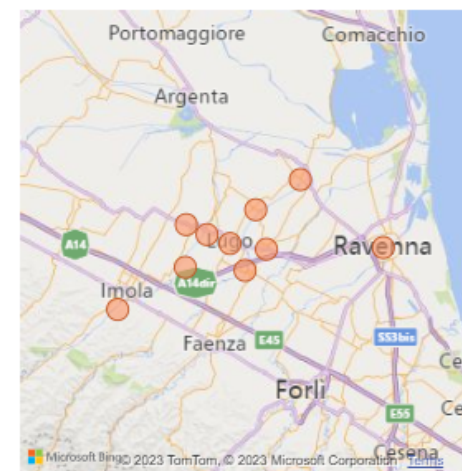 Portomaggiore
Comacchio
Argenta
A14
Lugo
Ravenna
A14dir
Imola
SS3bis
Faenza
E45
Ce
Forlì
E55
Ce
Cesena
Microsoft Bing
© 2023 TomTom, © 2023 Microsoft Corporation Terms